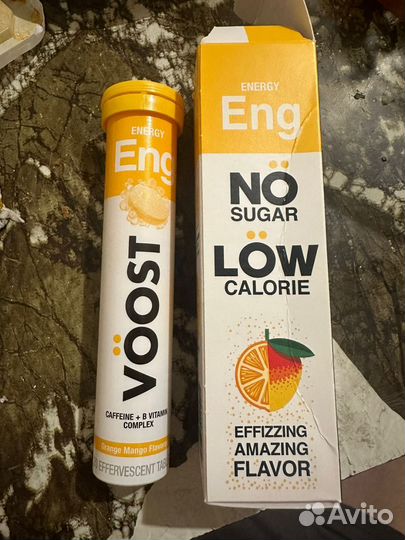 ENERGY
Eng
VÖOST
CAFFEINE + B VITAMIN
COMPLEX
Orange Mango Flavored
EFFERVESCENT TAB
ENERGY
Eng
NÖ
SUGAR
LÖW
CALORIE
EFFIZZING
AMAZING
FLAVOR
Avito